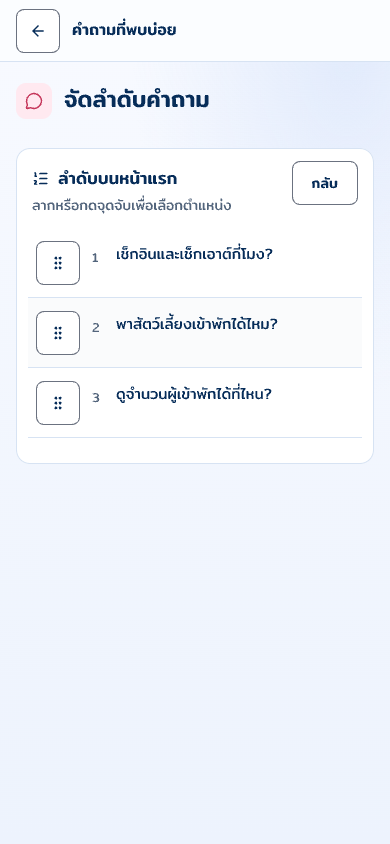 คำถามที่พบบ่อย
จัดลำดับคำถาม
ลำดับบนหน้าแรก
กลับ
ลากหรือกดจุดจับเพื่อเลือกตำแหน่ง
1 เช็กอินและเช็กเอาต์กี่โมง?
2 พาสัตว์เลี้ยงเข้าพักได้ไหม?
3 ดูจำนวนผู้เข้าพักได้ที่ไหน?